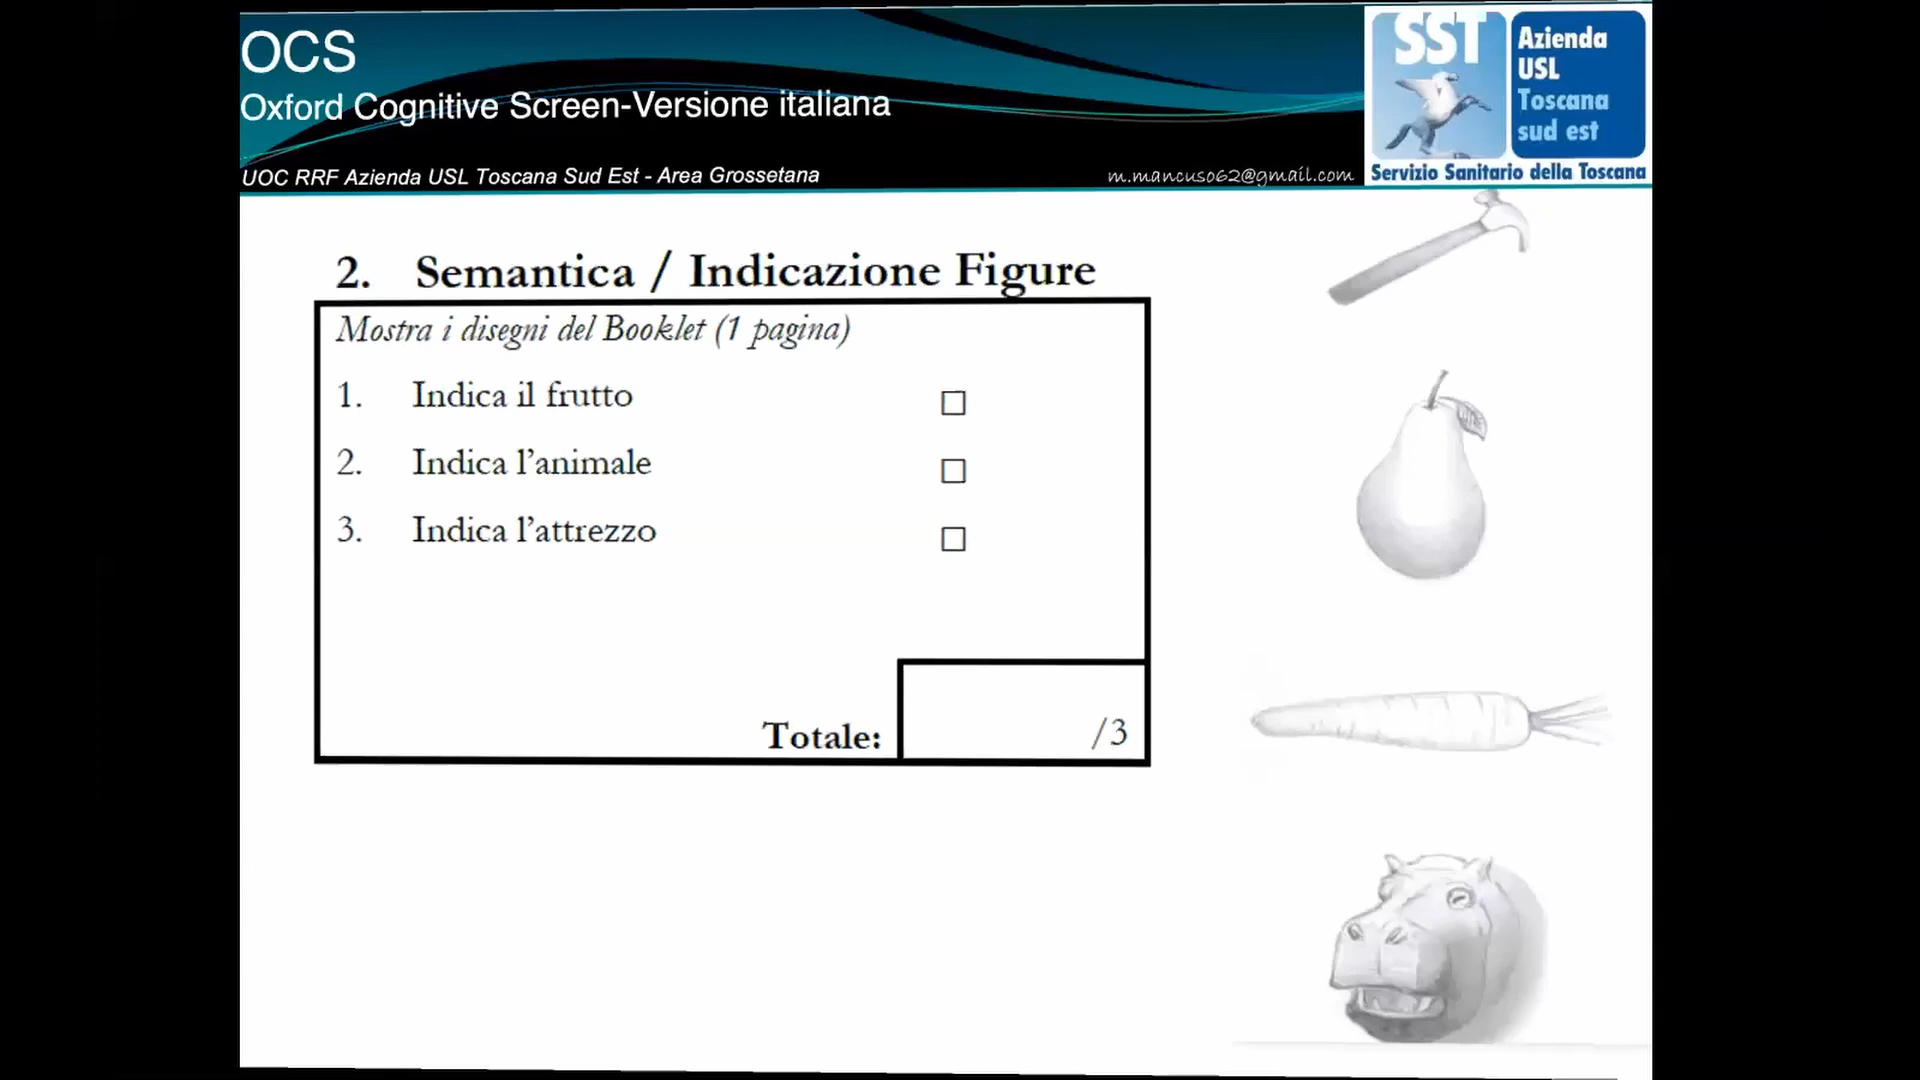 OCS
Oxford Cognitive Screen-Versione italiana
UOC RRF Azienda USL Toscana Sud Est - Area Grossetana
m.mancuso62@gmail.com
SST
Azienda
USL
Toscana
sud est
Servizio Sanitario della Toscana
2. Semantica / Indicazione Figure
Mostra i disegni del Booklet (1 pagina)
1. Indica il frutto □
2. Indica l’animale □
3. Indica l’attrezzo □
Totale: /3